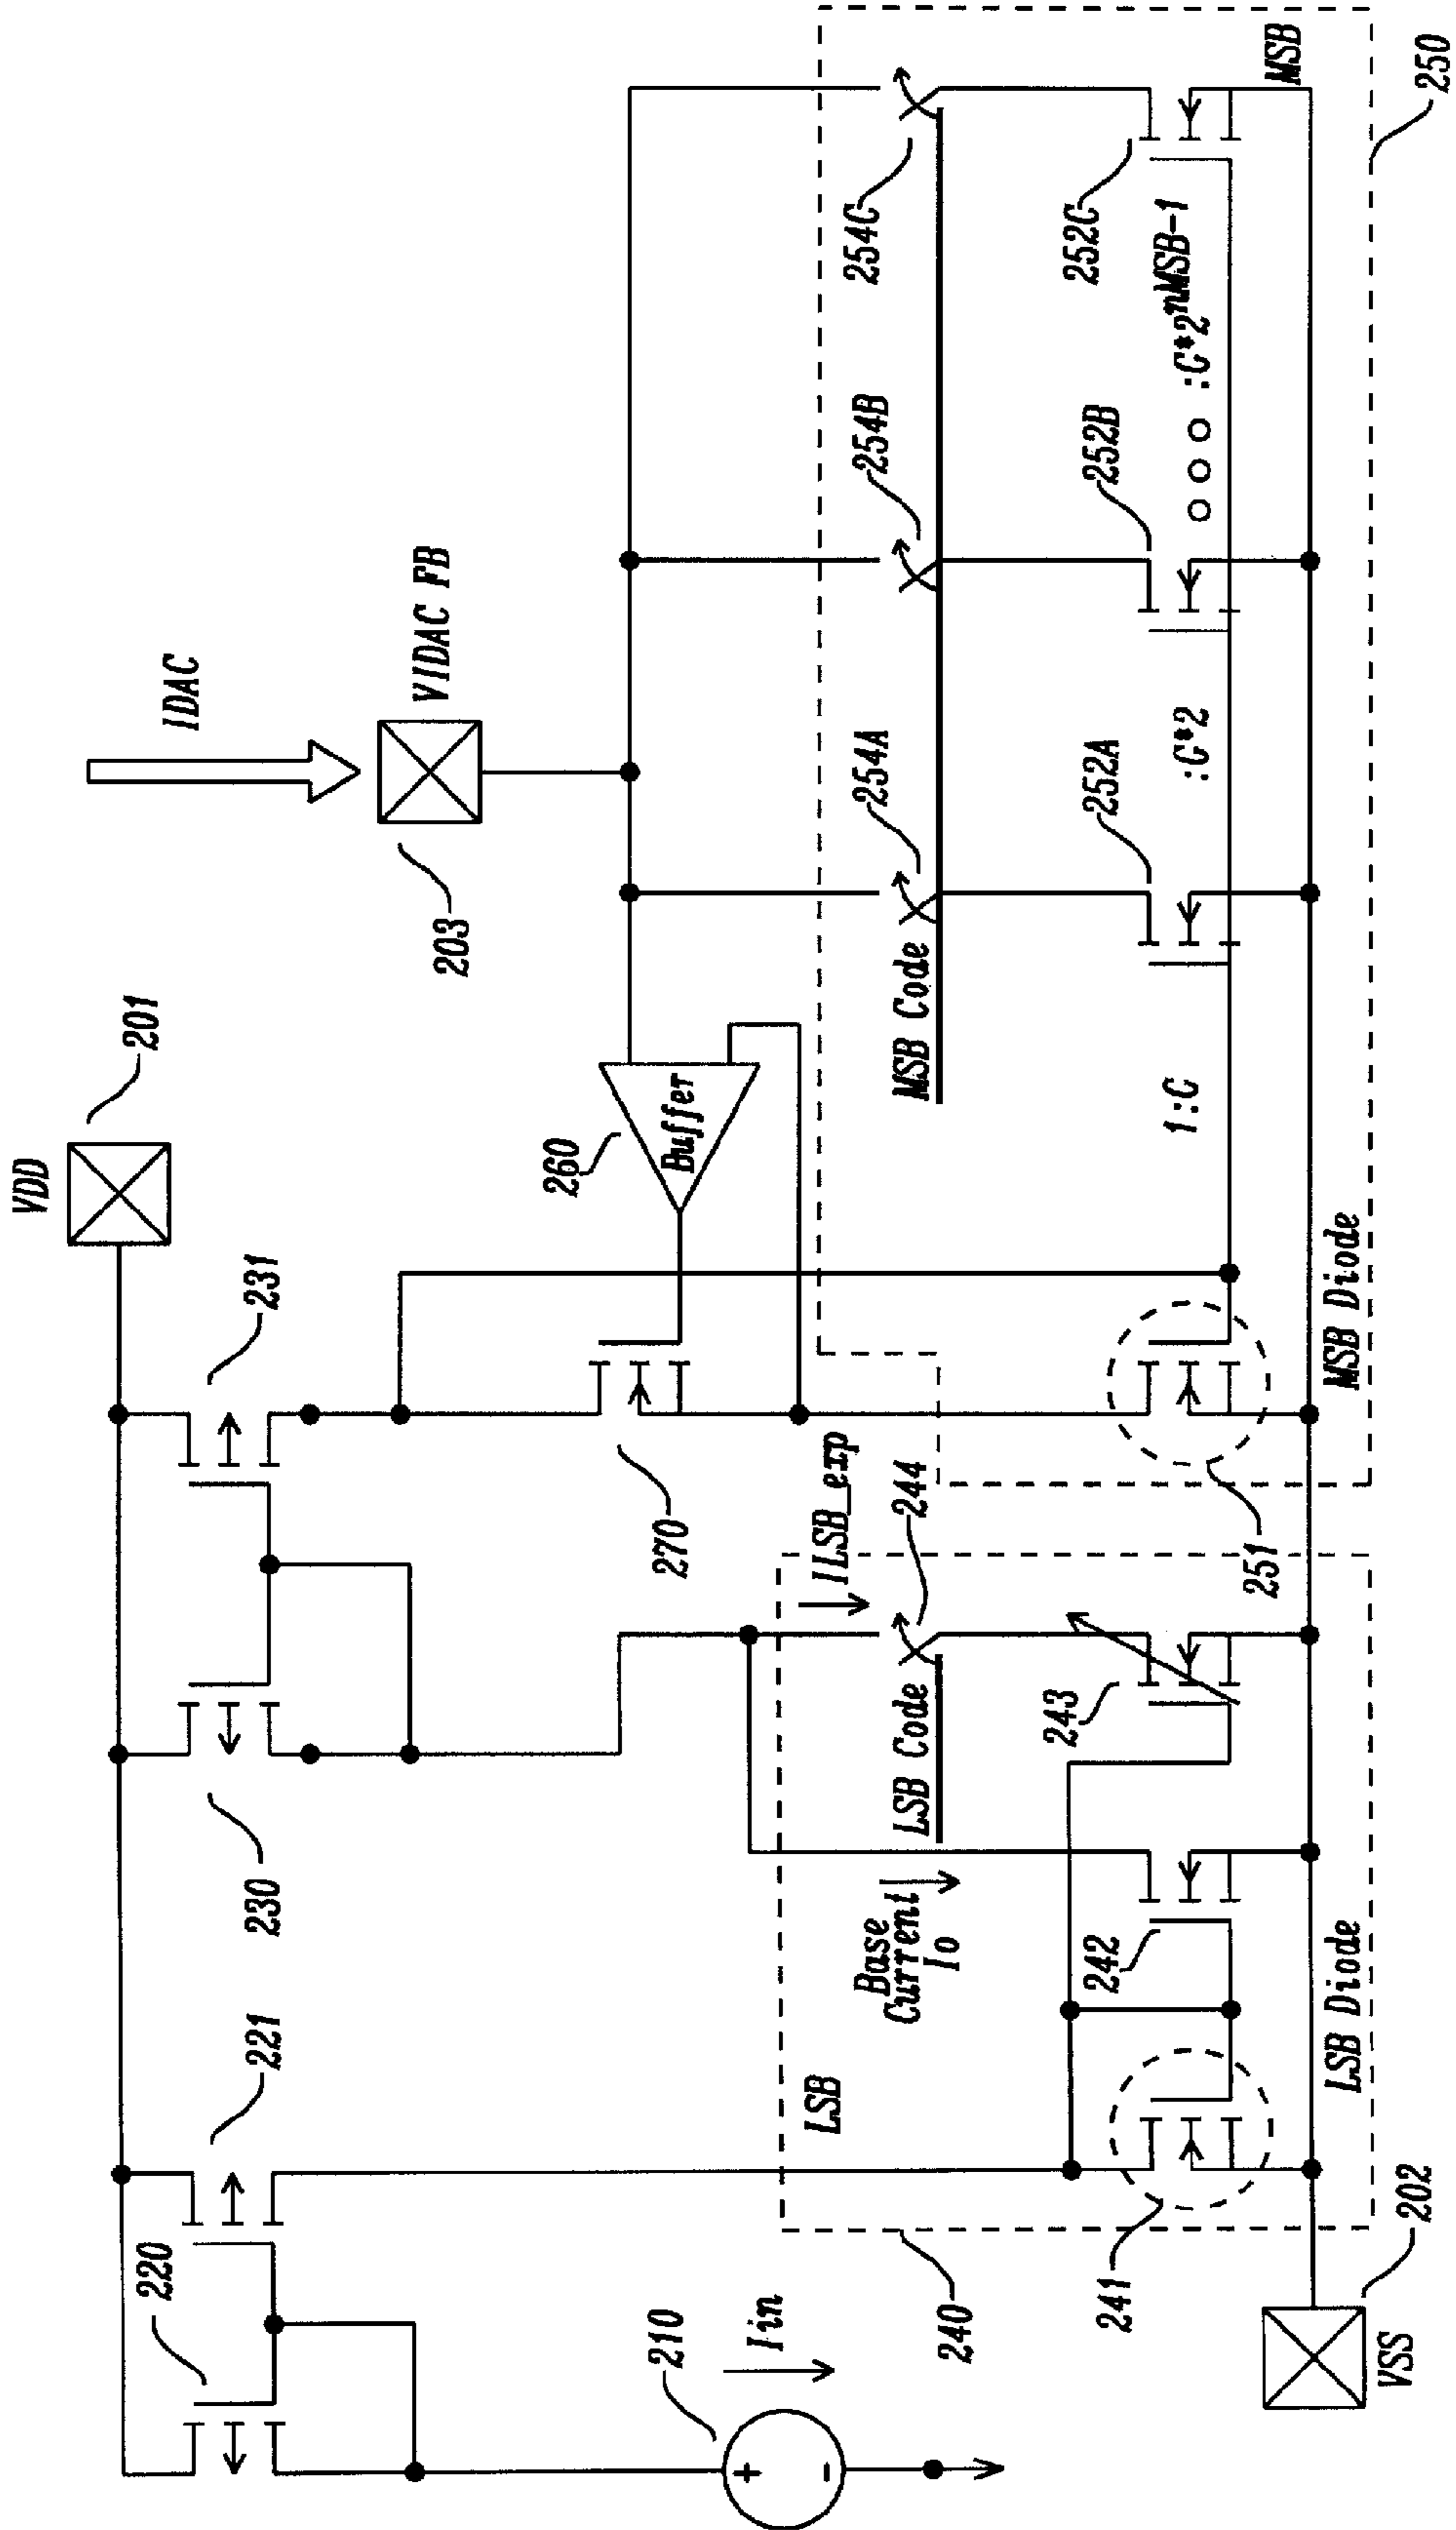 VDD
201
IDAC
VIDAC FB
203
220
221
230
231
210
Iin
260
Buffer
270
ILSB_exp
244
LSB Code
243
Base
Current
Io
242
LSB
LSB Diode
241
240
VSS
202
MSB Code
254A
254B
254C
252A
252B
252C
1:C
:C*2
:C*2nMSB-1
MSB
MSB Diode
251
250